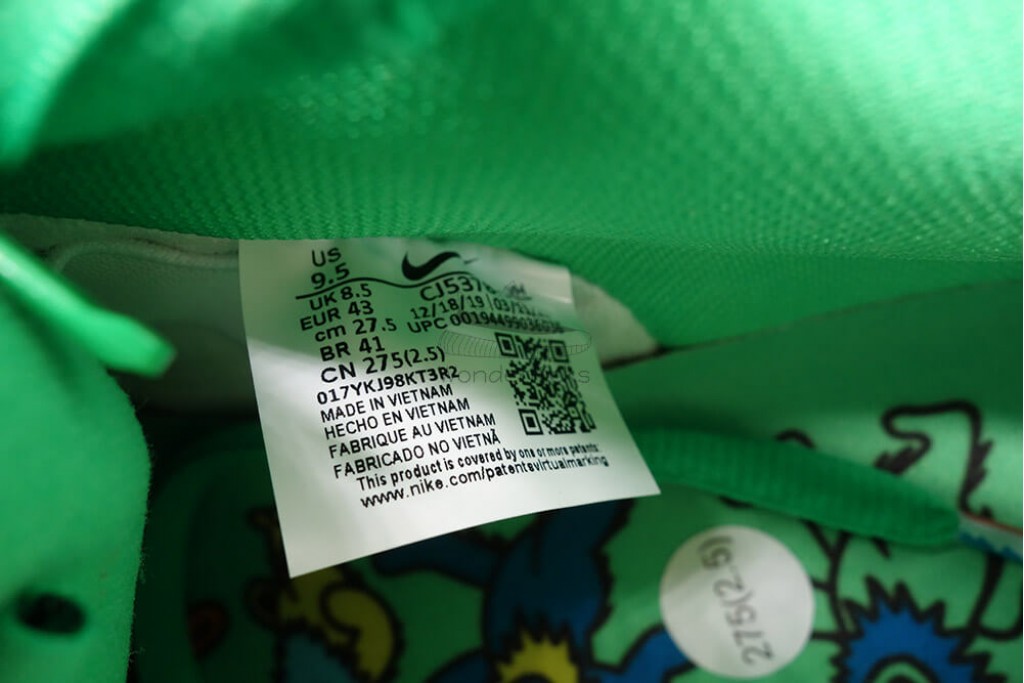 US
9.5
UK 8.5
EUR 43
cm 27.5
BR 41
CN 275(2.5)
12/18/19
UPC
017YKJ98KT3R2
MADE IN VIETNAM
HECHO EN VIETNAM
FABRIQUE AU VIETNAM
FABRICADO NO VIETNÃ
This product is covered by one or more patents:
www.nike.com/patentsvirtualmarking
275(2.5)